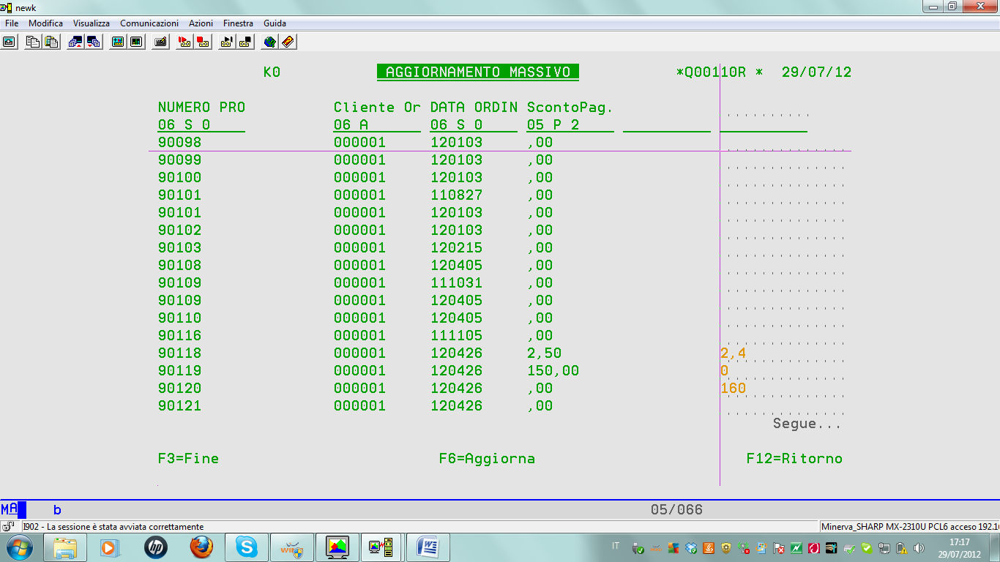 newk
File Modifica Visualizza Comunicazioni Azioni Finestra Guida
K0 AGGIORNAMENTO MASSIVO *Q00110R * 29/07/12
NUMERO PRO Cliente Or DATA ORDIN ScontoPag.
06 S 0 06 A 06 S 0 05 P 2
90098 000001 120103 ,00
90099 000001 120103 ,00
90100 000001 120103 ,00
90101 000001 110827 ,00
90101 000001 120103 ,00
90102 000001 120103 ,00
90103 000001 120215 ,00
90108 000001 120405 ,00
90109 000001 111031 ,00
90109 000001 120405 ,00
90110 000001 120405 ,00
90116 000001 111105 ,00
90118 000001 120426 2,50 2,4
90119 000001 120426 150,00 0
90120 000001 120426 ,00 160
90121 000001 120426 ,00
Segue...
F3=Fine F6=Aggiorna F12=Ritorno
MA b 05/066
I902 - La sessione è stata avviata correttamente Minerva_SHARP MX-2310U PCL6 acceso 192.16
IT 17:17
29/07/2012